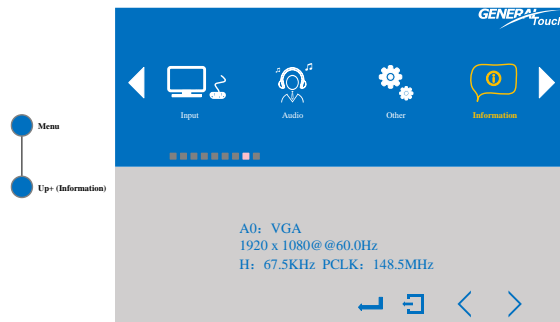 GENERAL
Touch
Input
Audio
Other
Information
Menu
Up+ (Information)
A0: VGA
1920 x 1080@@60.0Hz
H: 67.5KHz PCLK: 148.5MHz